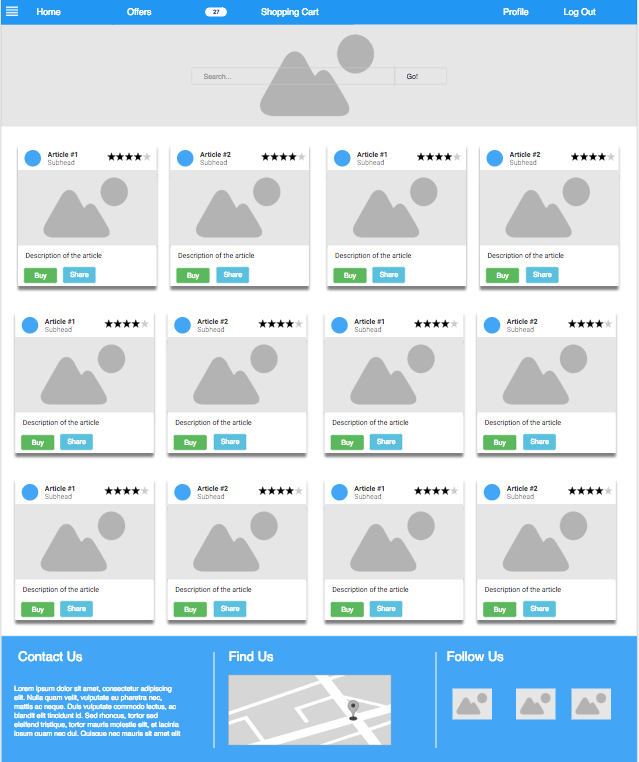 Home Offers 27 Shopping Cart Profile Log Out
Search... Go!
Article #1 Article #2 Article #1 Article #2
Subhead Subhead Subhead Subhead
Description of the article Description of the article Description of the article Description of the article
Buy Share Buy Share Buy Share Buy Share
Article #1 Article #2 Article #1 Article #2
Subhead Subhead Subhead Subhead
Description of the article Description of the article Description of the article Description of the article
Buy Share Buy Share Buy Share Buy Share
Article #1 Article #2 Article #1 Article #2
Subhead Subhead Subhead Subhead
Description of the article Description of the article Description of the article Description of the article
Buy Share Buy Share Buy Share Buy Share
Contact Us Find Us Follow Us
Lorem ipsum dolor sit amet, consectetur adipiscing
elit. Nulla quam velit, vulputate eu pharetra nec,
mattis ac neque. Duis vulputate commodo lectus, ac
blandit elit tincidunt id. Sed rhoncus, tortor sed
eleifend tristique, tortor mauris molestie elit, et lacinia
ipsum quam nec dui. Quisque nec mauris sit amet elit